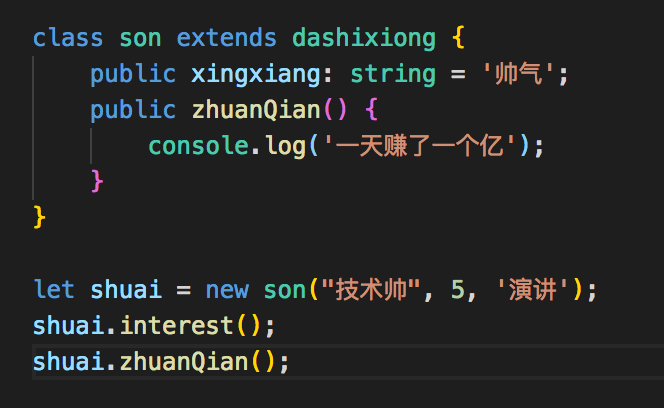 class son extends dashixiong {
    public xingxiang: string = '帅气';
    public zhuanQian() {
        console.log('一天赚了一个亿');
    }
}

let shuai = new son("技术帅", 5, '演讲');
shuai.interest();
shuai.zhuanQian();